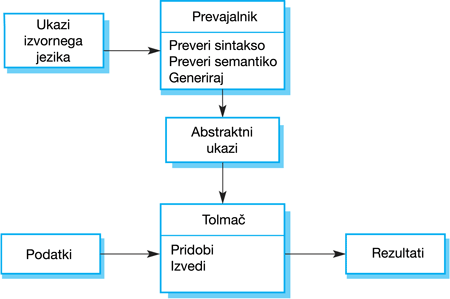 Ukazi
izvornega
jezika
Prevajalnik
Preveri sintakso
Preveri semantiko
Generiraj
Abstraktni
ukazi
Tolmač
Pridobi
Izvedi
Podatki
Rezultati